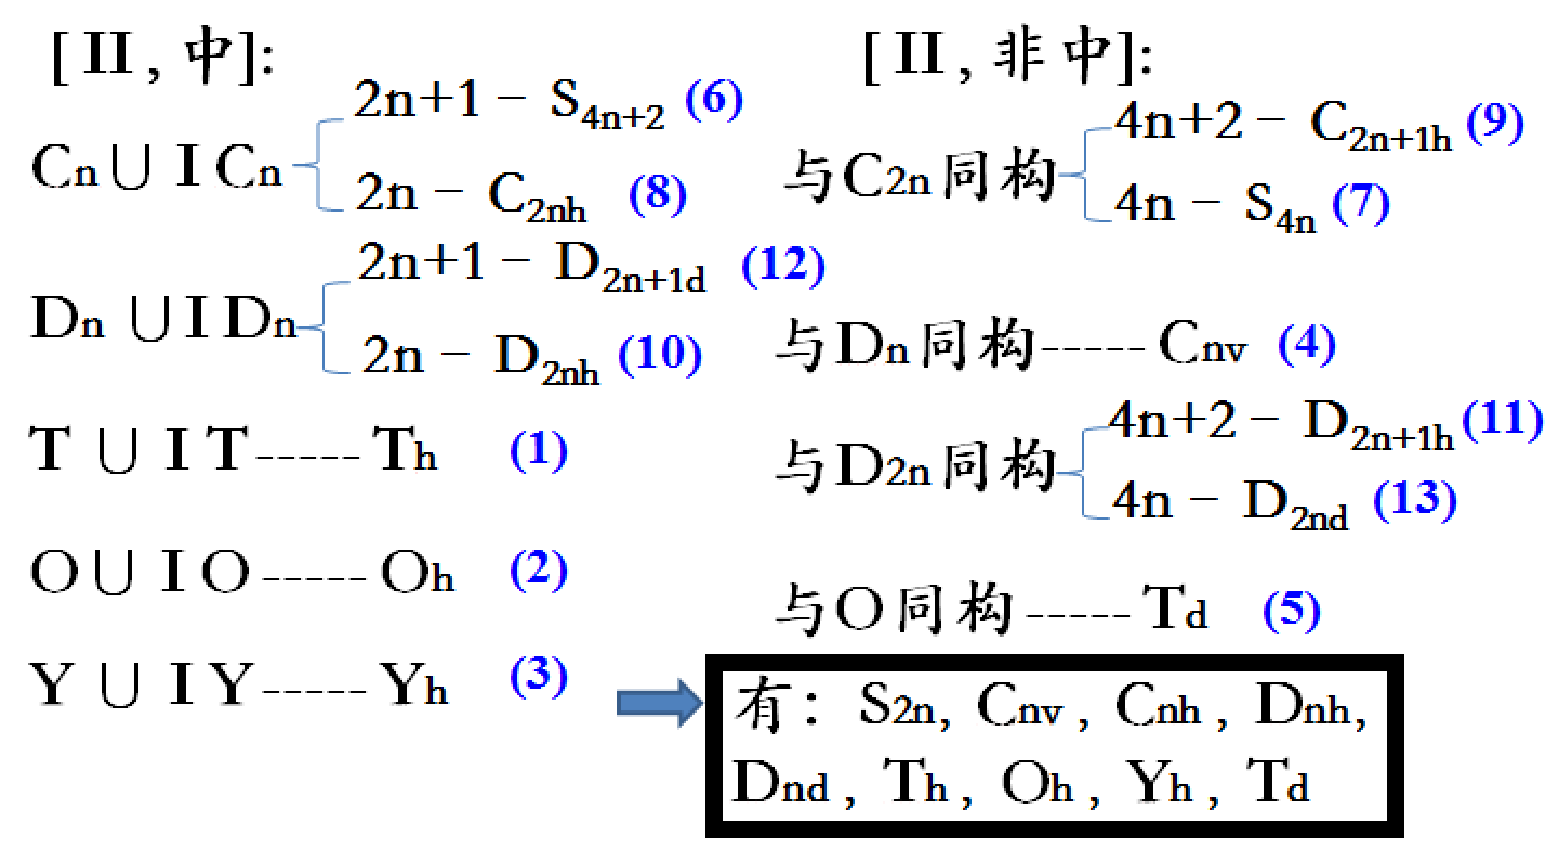 [ II , 中]:
2n+1 − S4n+2 (6)
Cn∪ I Cn
2n − C2nh (8)
2n+1 − D2n+1d (12)
Dn ∪I Dn
2n − D2nh (10)
T ∪ I T----- Th (1)
O∪ I O ----- Oh (2)
Y ∪ I Y----- Yh (3)
[ II , 非中]:
4n+2 − C2n+1h (9)
与C2n同构
4n − S4n (7)
与Dn同构----- Cnv (4)
4n+2 − D2n+1h (11)
与D2n同构
4n − D2nd (13)
与O同构 ----- Td (5)
有：S2n, Cnv , Cnh , Dnh,
Dnd , Th , Oh , Yh , Td